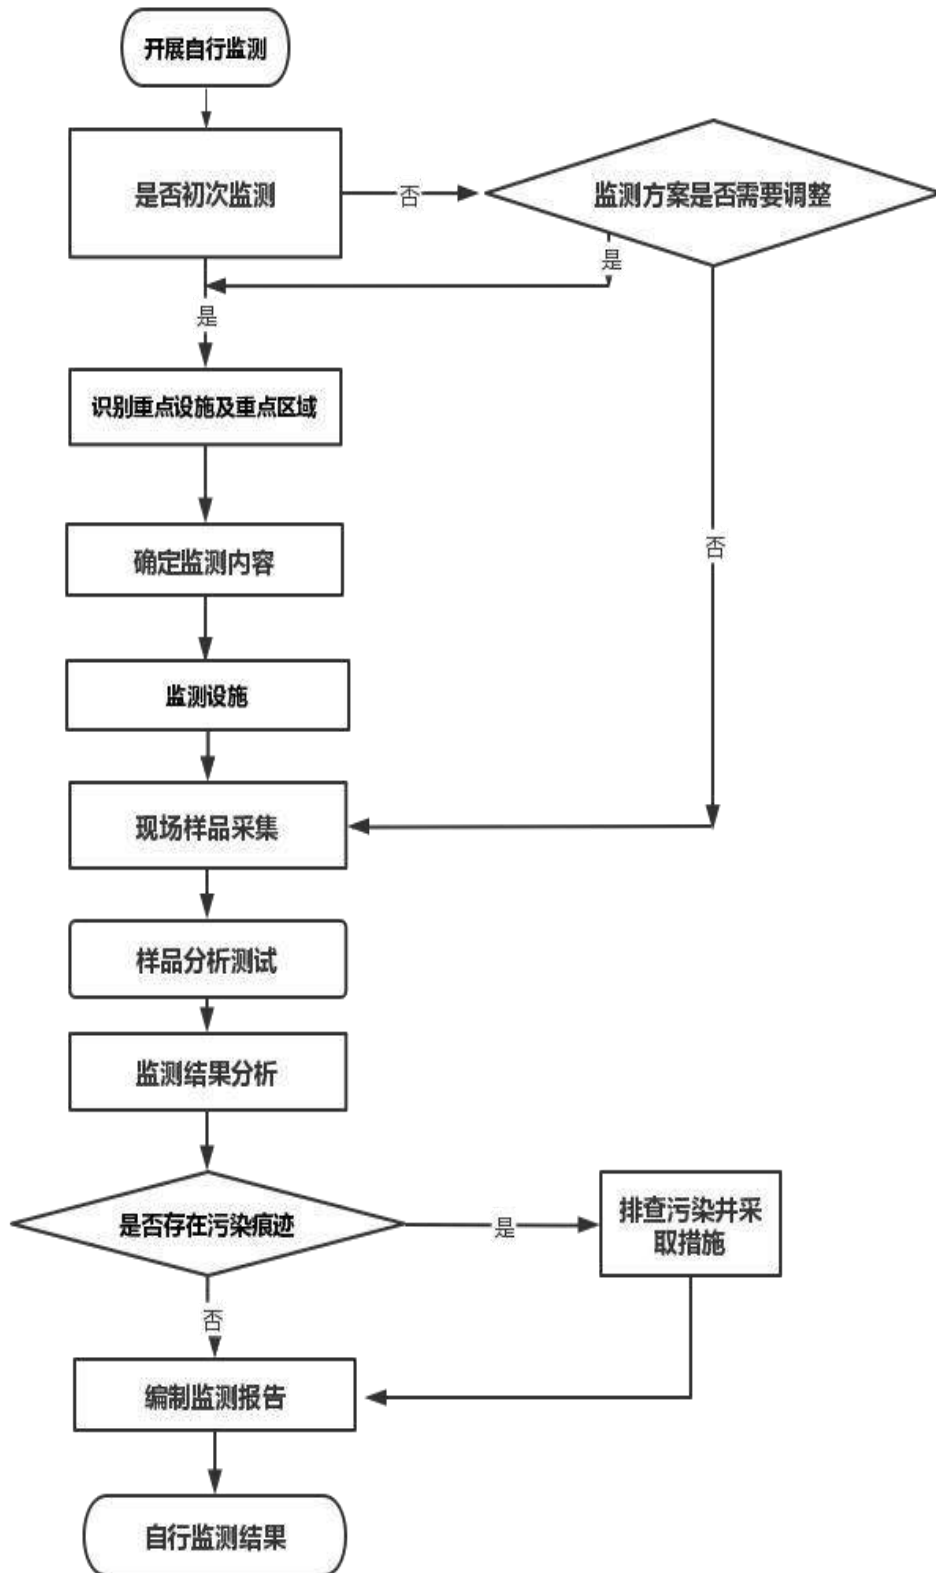 开展自行监测
是否初次监测
否
监测方案是否需要调整
是
是
识别重点设施及重点区域
确定监测内容
否
监测设施
现场样品采集
样品分析测试
监测结果分析
是否存在污染痕迹
是
排查污染井采
取措施
否
编制监测报告
自行监测结果